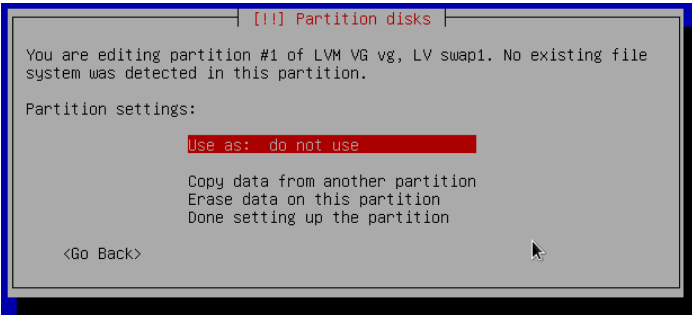 [!!] Partition disks
You are editing partition #1 of LVM VG vg, LV swap1. No existing file
system was detected in this partition.
Partition settings:
Use as: do not use
Copy data from another partition
Erase data on this partition
Done setting up the partition
<Go Back>